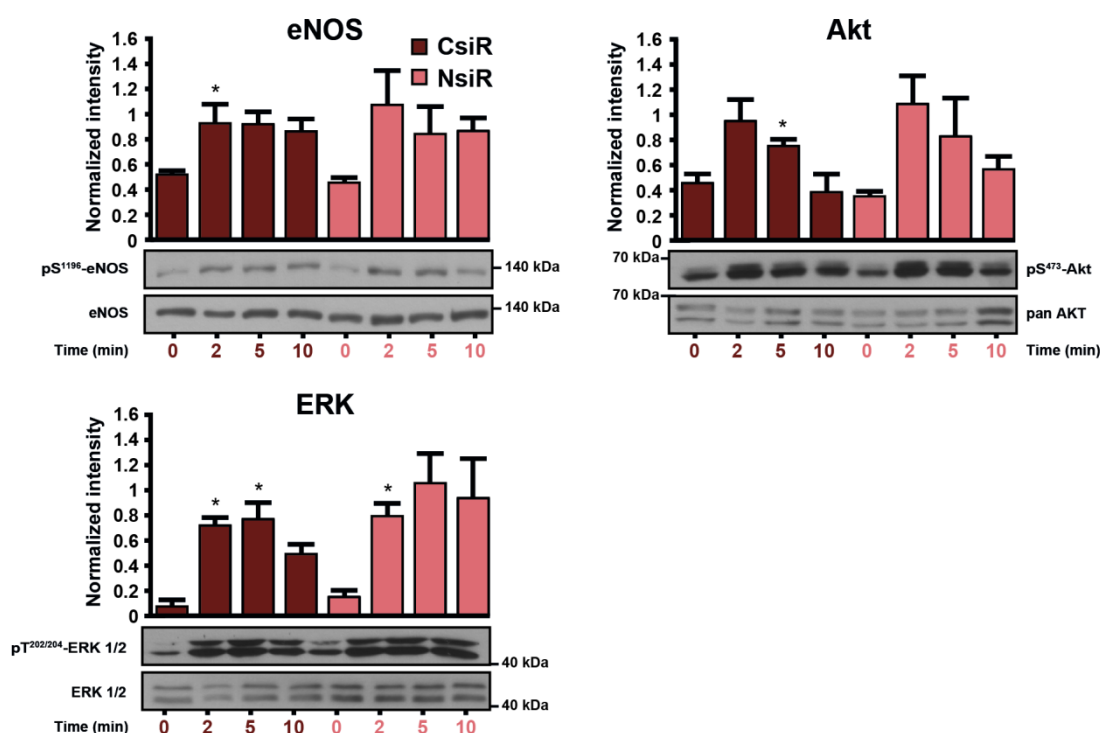 eNOS
CsiR
NsiR
Normalized intensity
1.6
1.4
1.2
1
0.8
0.6
0.4
0.2
0
*
pS¹¹⁹⁶-eNOS
140 kDa
eNOS
140 kDa
Time (min) 0 2 5 10 0 2 5 10
Akt
Normalized intensity
1.6
1.4
1.2
1
0.8
0.6
0.4
0.2
0
*
70 kDa
pS⁴⁷³-Akt
70 kDa
pan AKT
0 2 5 10 0 2 5 10 Time (min)
ERK
Normalized intensity
1.6
1.4
1.2
1
0.8
0.6
0.4
0.2
0
* * *
pT²⁰²/²⁰⁴-ERK 1/2
40 kDa
ERK 1/2
40 kDa
Time (min) 0 2 5 10 0 2 5 10